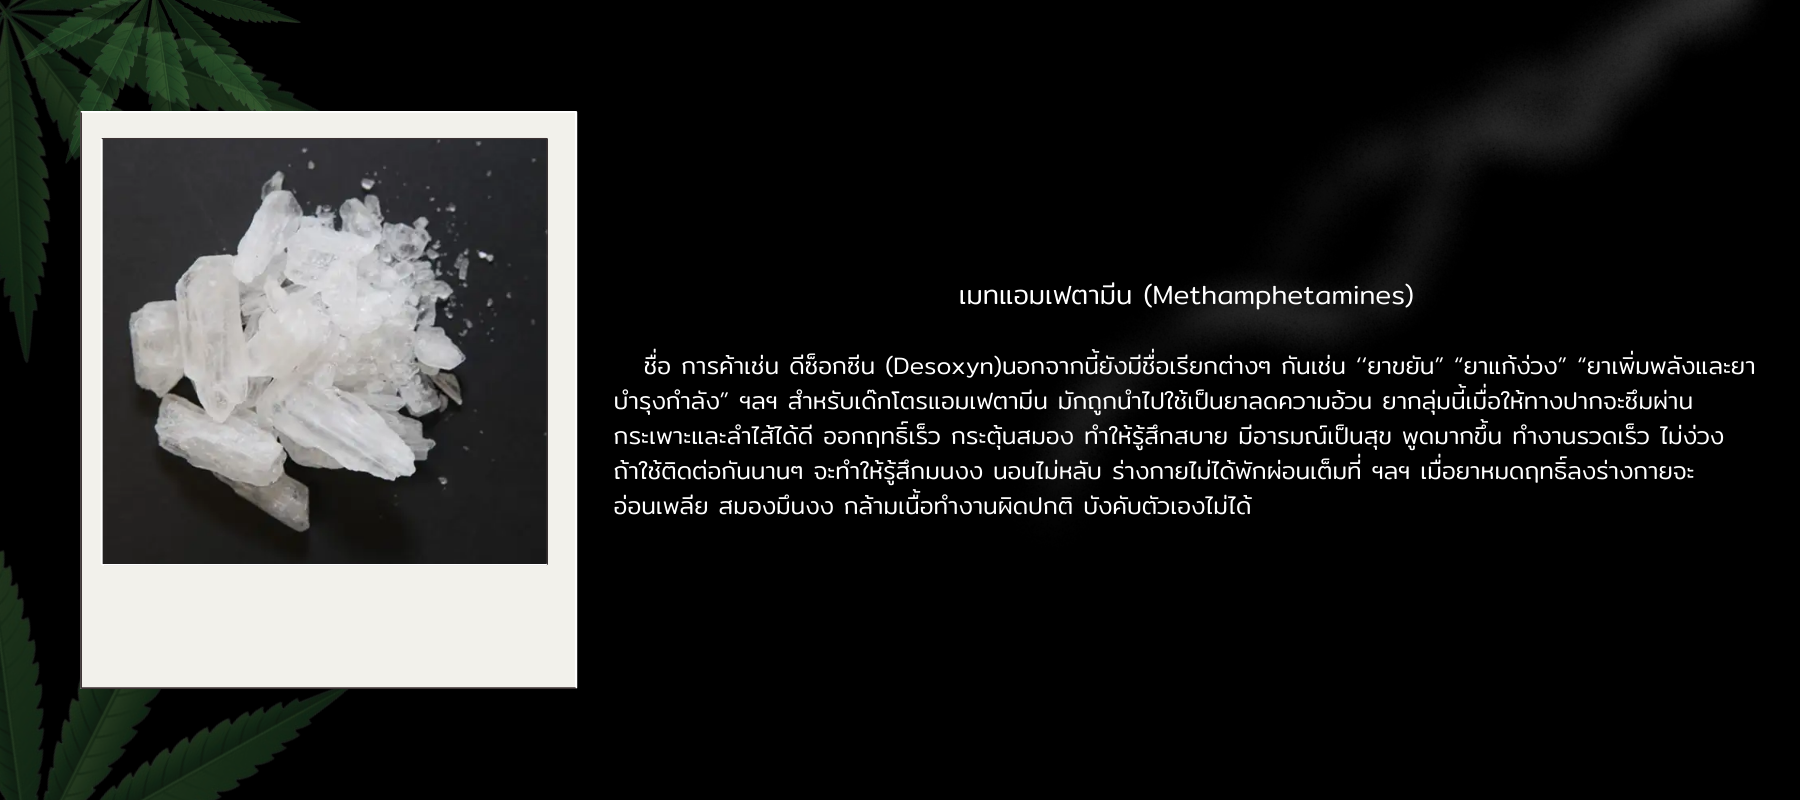 เมทแอมเฟตามีน (Methamphetamines)
ชื่อ การค้าเช่น ดีซ็อกซีน (Desoxyn)นอกจากนี้ยังมีชื่อเรียกต่างๆ กันเช่น ‘‘ยาขยัน” “ยาแก้ง่วง” “ยาเพิ่มพลังและยา
บำรุงกำลัง” ฯลฯ สำหรับเด๊กโตรแอมเฟตามีน มักถูกนำไปใช้เป็นยาลดความอ้วน ยากลุ่มนี้เมื่อให้ทางปากจะซึมผ่าน
กระเพาะและลำไส้ได้ดี ออกฤทธิ์เร็ว กระตุ้นสมอง ทำให้รู้สึกสบาย มีอารมณ์เป็นสุข พูดมากขึ้น ทำงานรวดเร็ว ไม่ง่วง
ถ้าใช้ติดต่อกันนานๆ จะทำให้รู้สึกมนงง นอนไม่หลับ ร่างกายไม่ได้พักผ่อนเต็มที่ ฯลฯ เมื่อยาหมดฤทธิ์ลงร่างกายจะ
อ่อนเพลีย สมองมึนงง กล้ามเนื้อทำงานผิดปกติ บังคับตัวเองไม่ได้